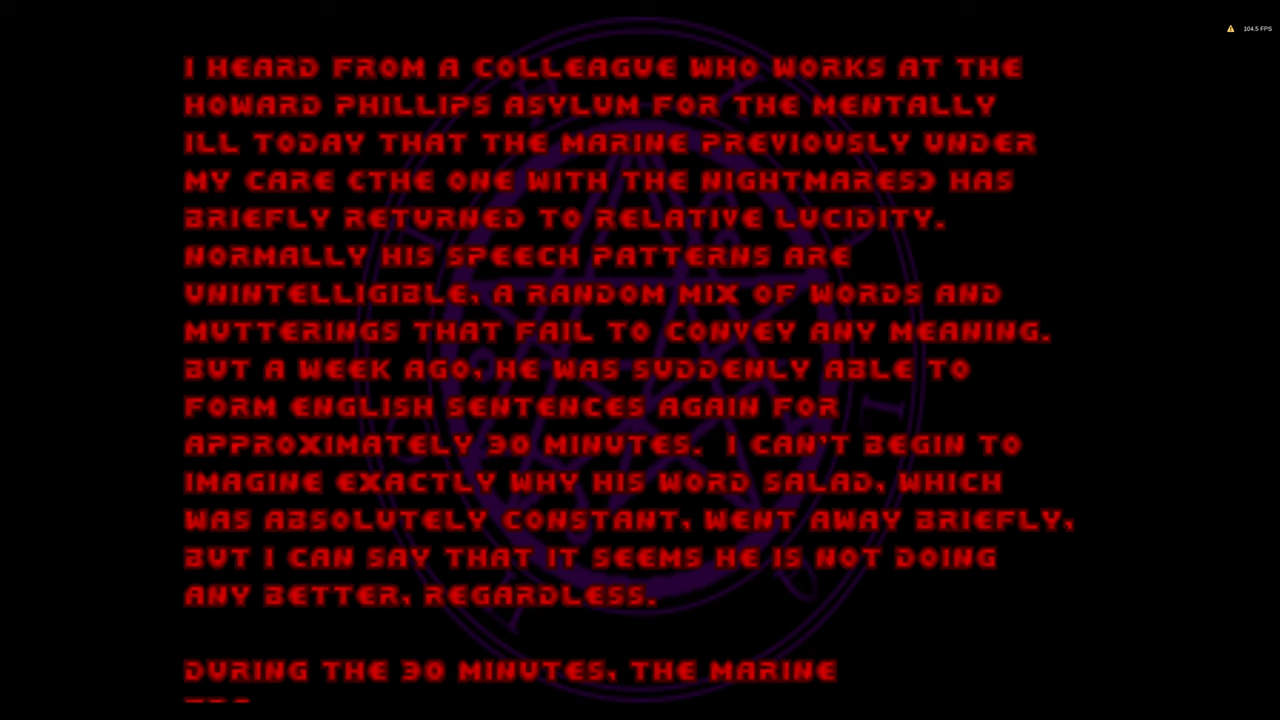 104.5 FPS
I HEARD FROM A COLLEAGUE WHO WORKS AT THE
HOWARD PHILLIPS ASYLUM FOR THE MENTALLY
ILL TODAY THAT THE MARINE PREVIOUSLY UNDER
MY CARE (THE ONE WITH THE NIGHTMARES) HAS
BRIEFLY RETURNED TO RELATIVE LUCIDITY.
NORMALLY HIS SPEECH PATTERNS ARE
UNINTELLIGIBLE, A RANDOM MIX OF WORDS AND
MUTTERINGS THAT FAIL TO CONVEY ANY MEANING.
BUT A WEEK AGO, HE WAS SUDDENLY ABLE TO
FORM ENGLISH SENTENCES AGAIN FOR
APPROXIMATELY 30 MINUTES. I CAN'T BEGIN TO
IMAGINE EXACTLY WHY HIS WORD SALAD, WHICH
WAS ABSOLUTELY CONSTANT, WENT AWAY BRIEFLY,
BUT I CAN SAY THAT IT SEEMS HE IS NOT DOING
ANY BETTER, REGARDLESS.
DURING THE 30 MINUTES, THE MARINE